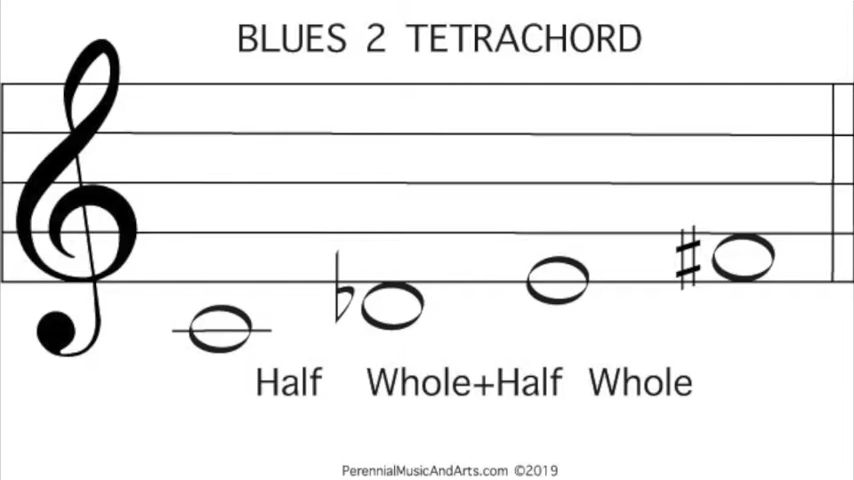 BLUES 2 TETRACHORD
Half Whole+Half Whole
PerennialMusicAndArts.com ©2019